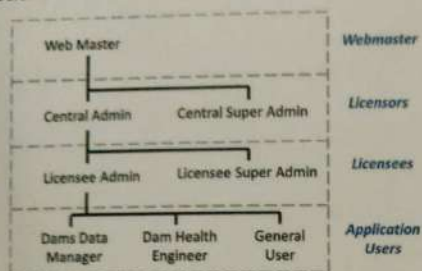 Web Master
Webmaster
Central Admin
Central Super Admin
Licensors
Licensee Admin
Licensee Super Admin
Licensees
Dams Data
Manager
Dam Health
Engineer
General
User
Application
Users